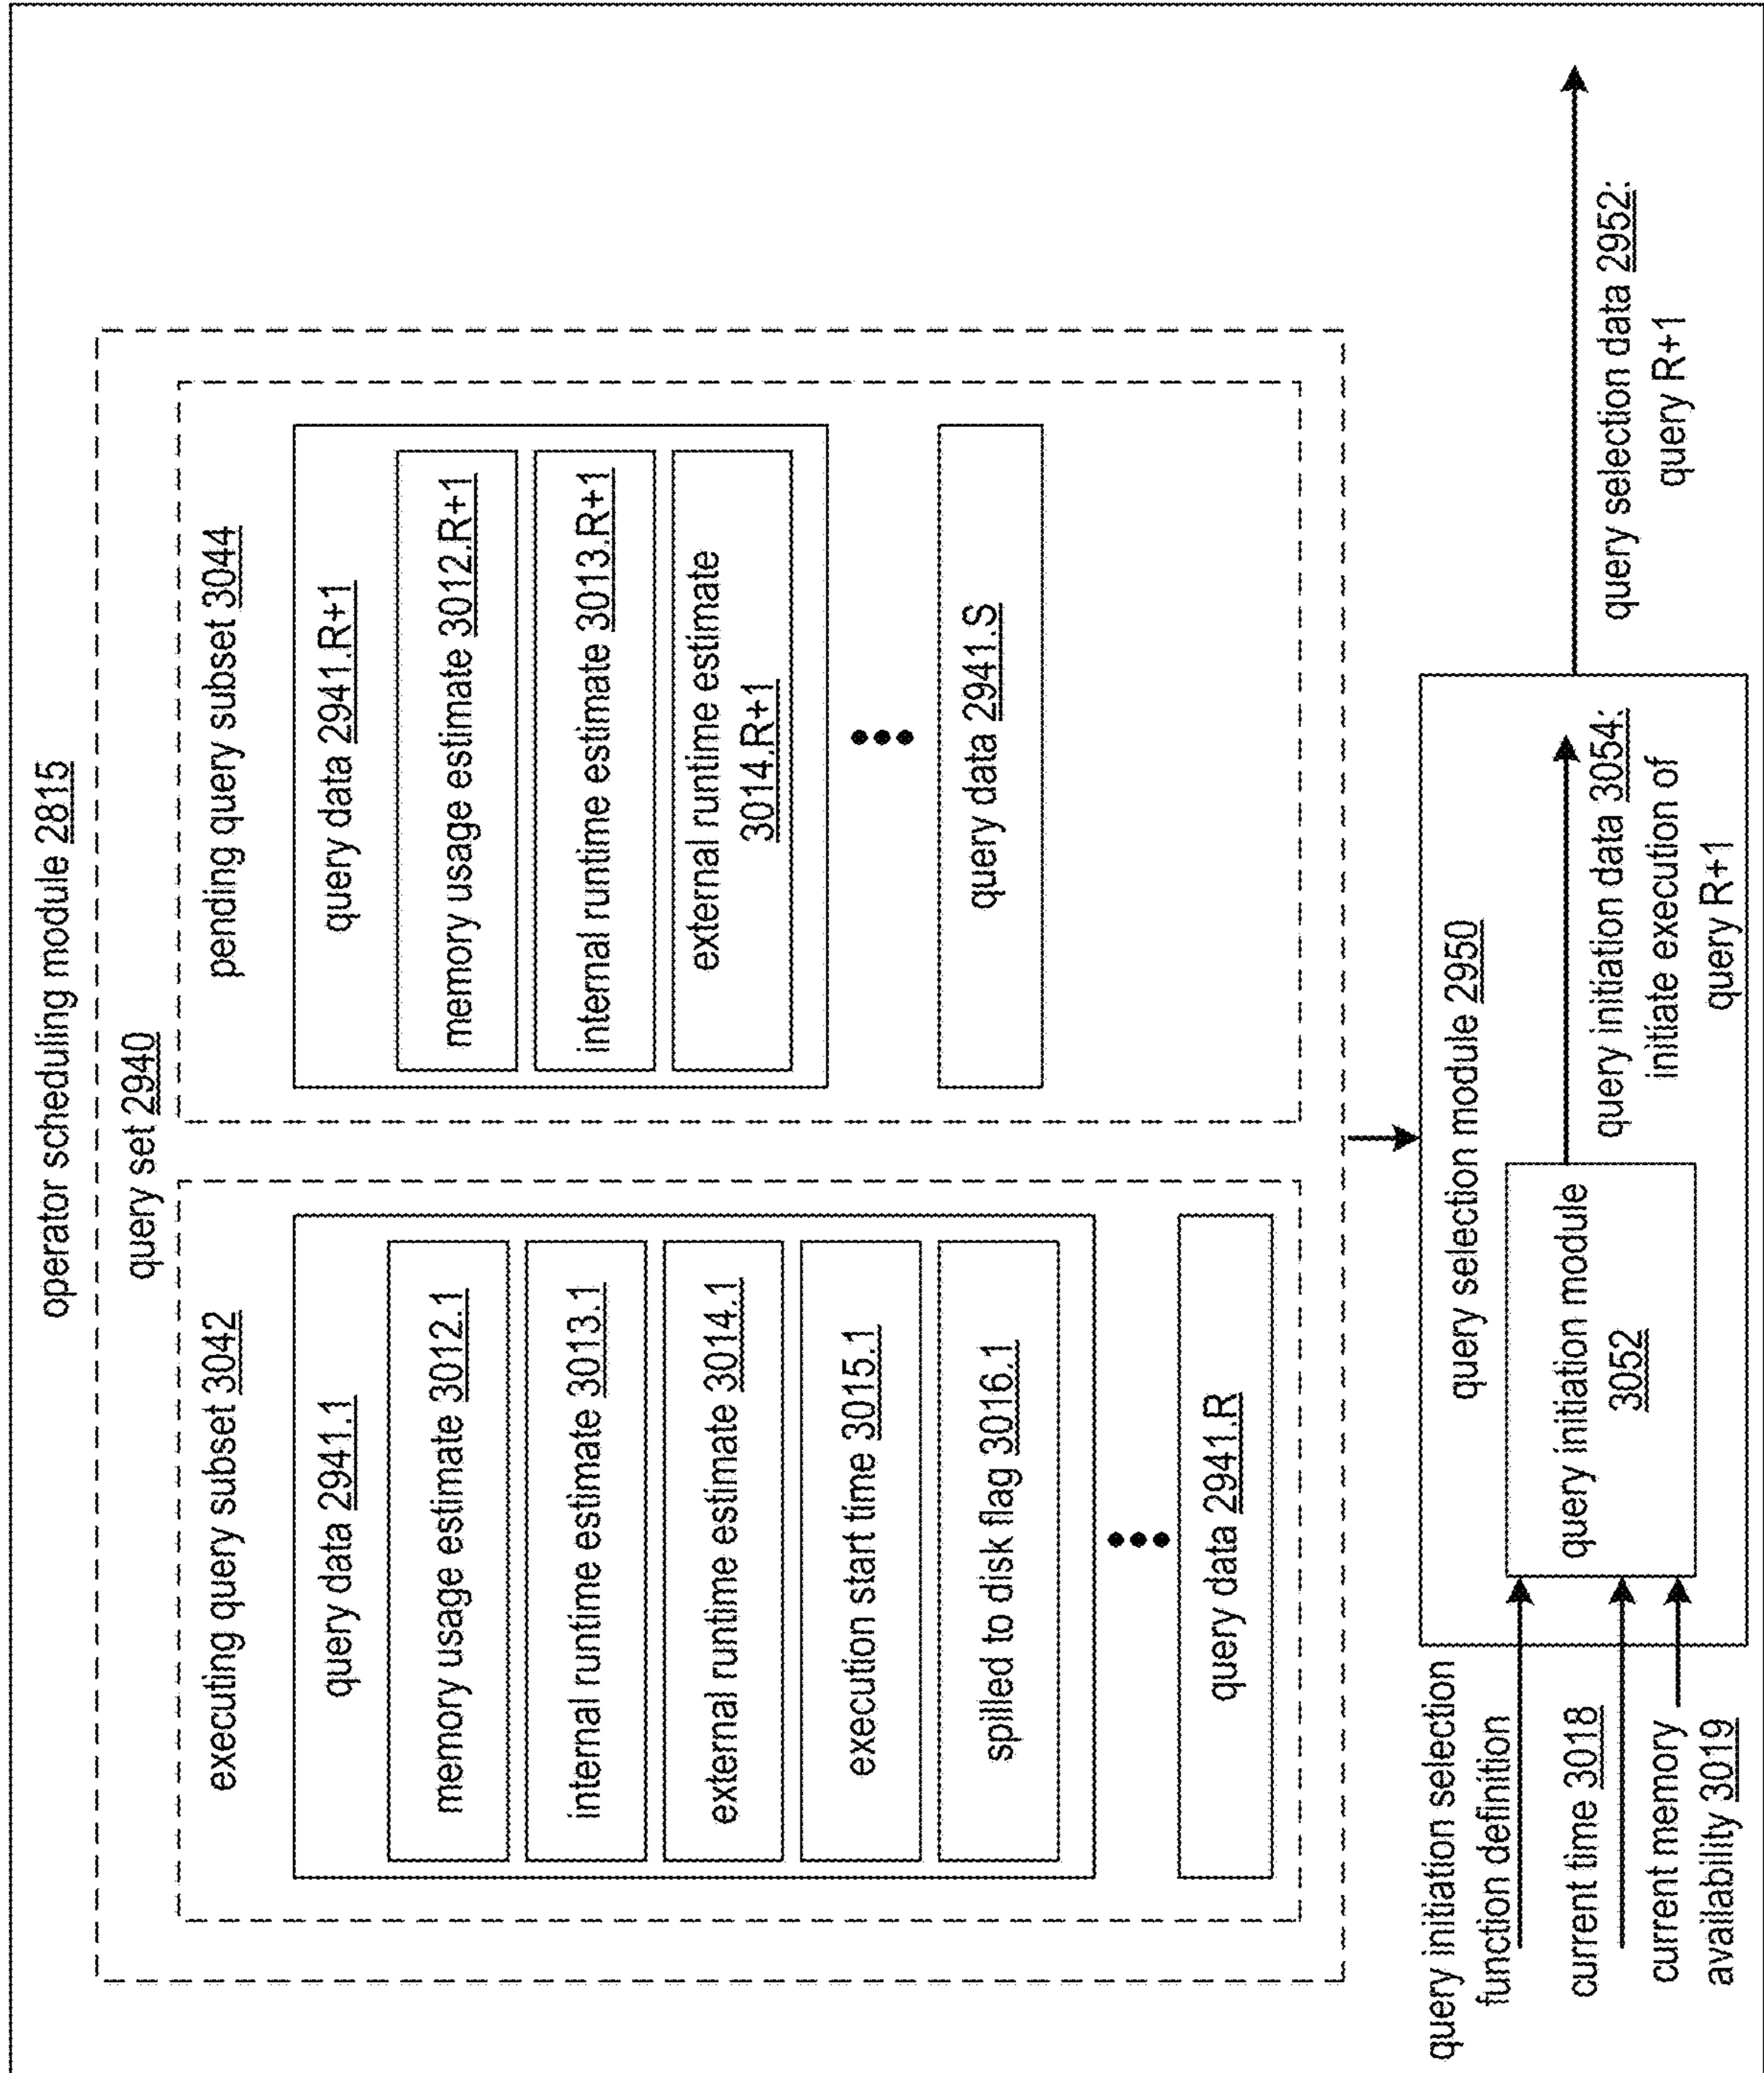 operator scheduling module 2815
query set 2940
executing query subset 3042
query data 2941.1
memory usage estimate 3012.1
internal runtime estimate 3013.1
external runtime estimate 3014.1
execution start time 3015.1
spilled to disk flag 3016.1
query data 2941.R
pending query subset 3044
query data 2941.R+1
memory usage estimate 3012.R+1
internal runtime estimate 3013.R+1
external runtime estimate
3014.R+1
query data 2941.S
query initiation selection
function definition
current time 3018
current memory
availability 3019
query selection module 2950
query initiation module
3052
query initiation data 3054:
initiate execution of
query R+1
query selection data 2952:
query R+1